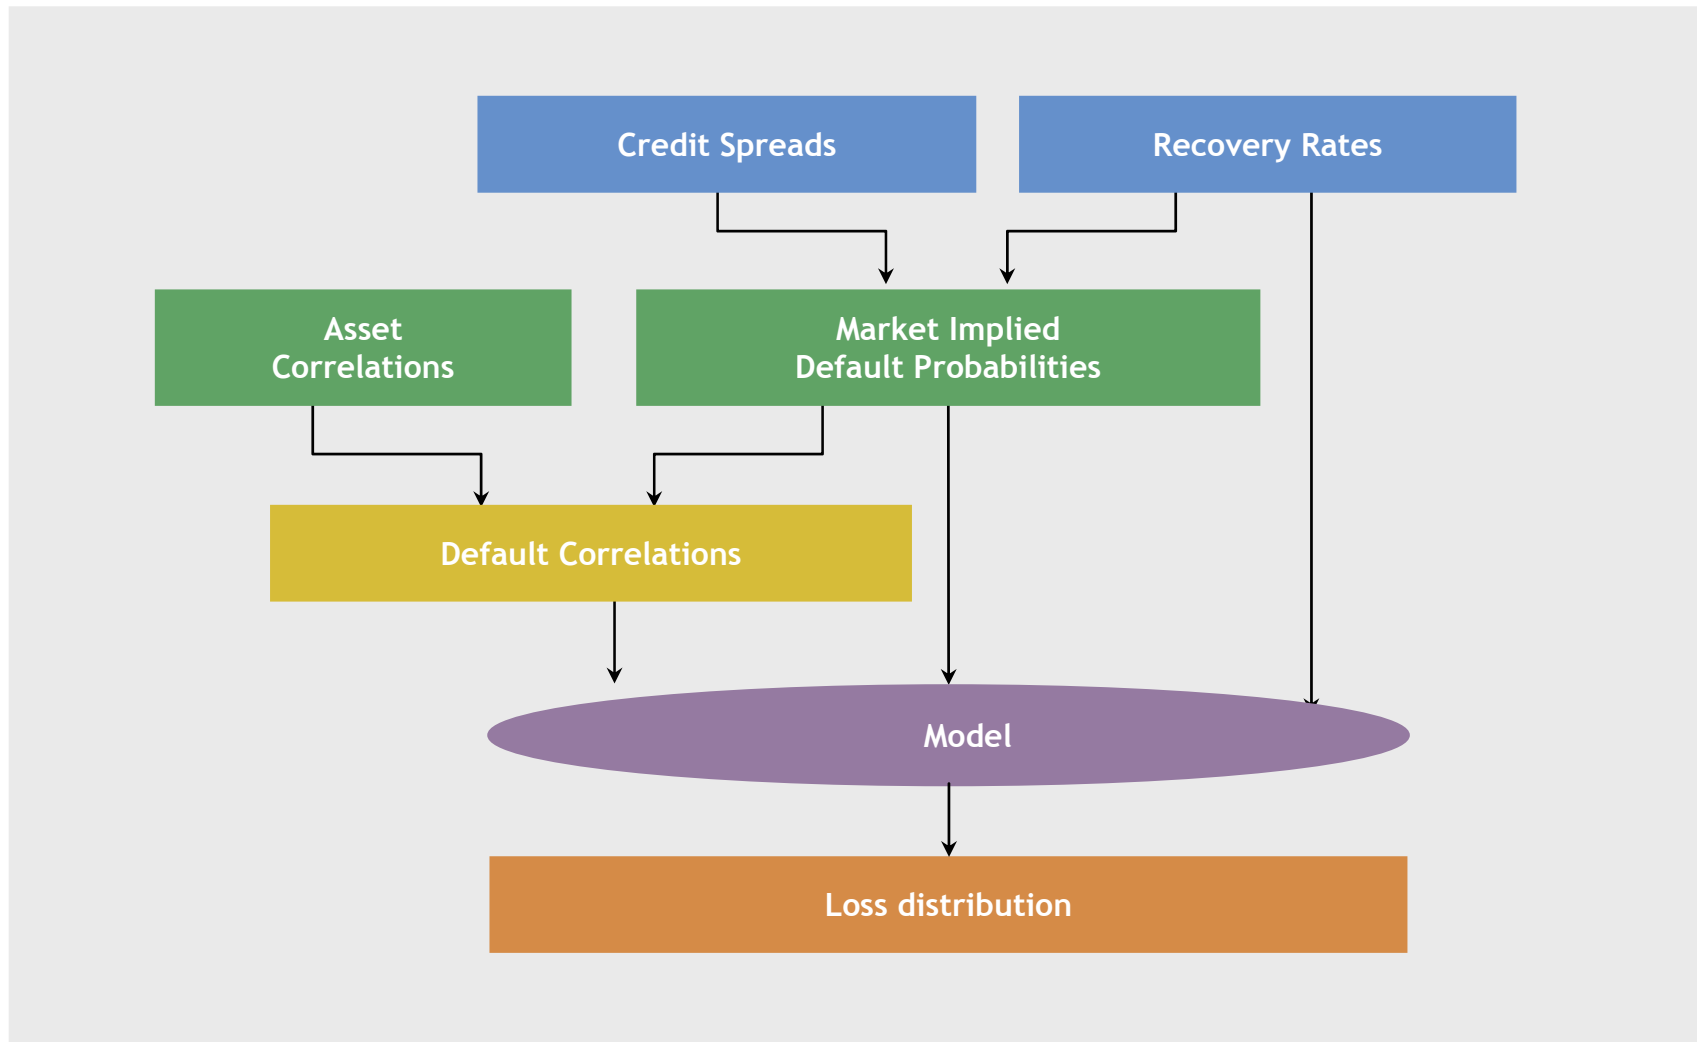 Credit Spreads
Recovery Rates
Asset
Correlations
Market Implied
Default Probabilities
Default Correlations
Model
Loss distribution